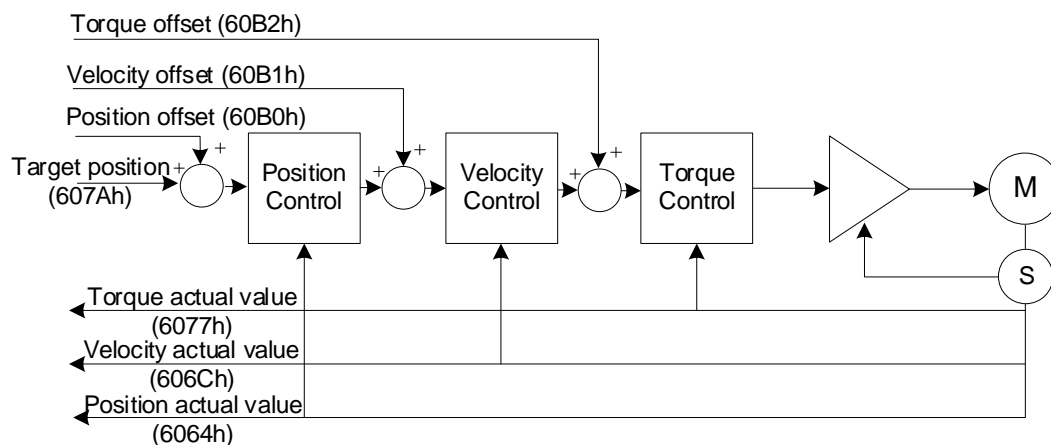 Torque offset (60B2h)
Velocity offset (60B1h)
Position offset (60B0h)
Target position
(607Ah)
+
+
Position
Control
+
+
Velocity
Control
+
+
Torque
Control
M
S
Torque actual value
(6077h)
Velocity actual value
(606Ch)
Position actual value
(6064h)